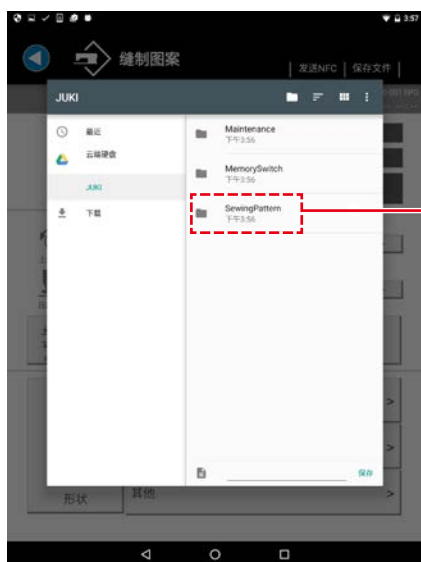 3:57
缝制图案
发送NFC
保存文件
JUKI
最近
云端硬盘
JUKI
下载
Maintenance
下午3:56
MemorySwitch
下午3:56
SewingPattern
下午3:56
保存
形状
其他